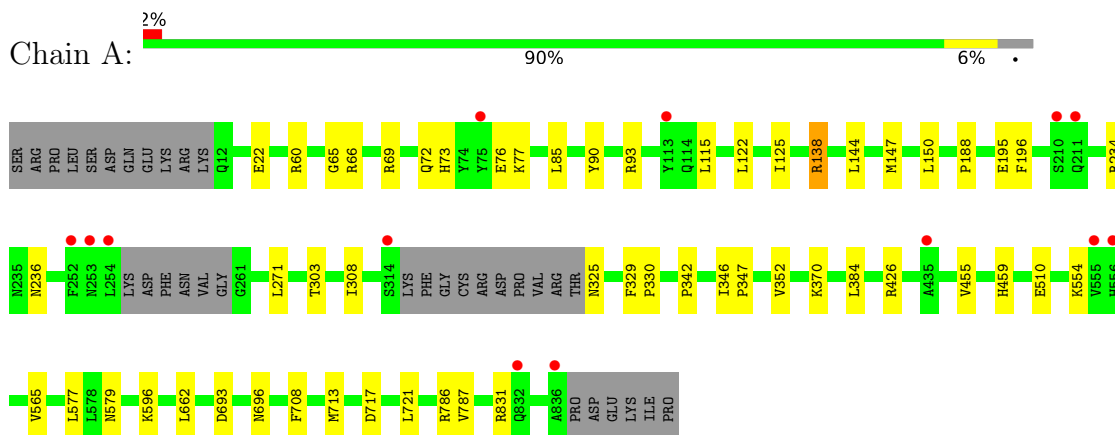 2%
Chain A:
90% 6% •
SER ARG PRO LEU SER ASP GLN GLU LYS ARG LYS Q12 E22 R60 G65 R66 R69 Q72 H73 Y74 Y75 E76 K77 L85 Y90 R93 Y113 Q114 L115 L122 I125 R138 L144 M147 L150 P188 E195 F196 S210 Q211 R234
N235 N236 F252 N253 L254 LYS ASP PHE ASN VAL GLY G261 L271 T303 I308 S314 LYS PHE GLY CYS ARG ASP PRO VAL ARG THR N325 F329 P330 P342 I346 P347 V352 K370 L384 R426 A435 V455 H459 E510 K554 V555 H556
V565 L577 L578 N579 K596 L662 D693 N696 F708 M713 D717 L721 R786 V787 R831 Q832 A836 PRO ASP GLU LYS ILE PRO